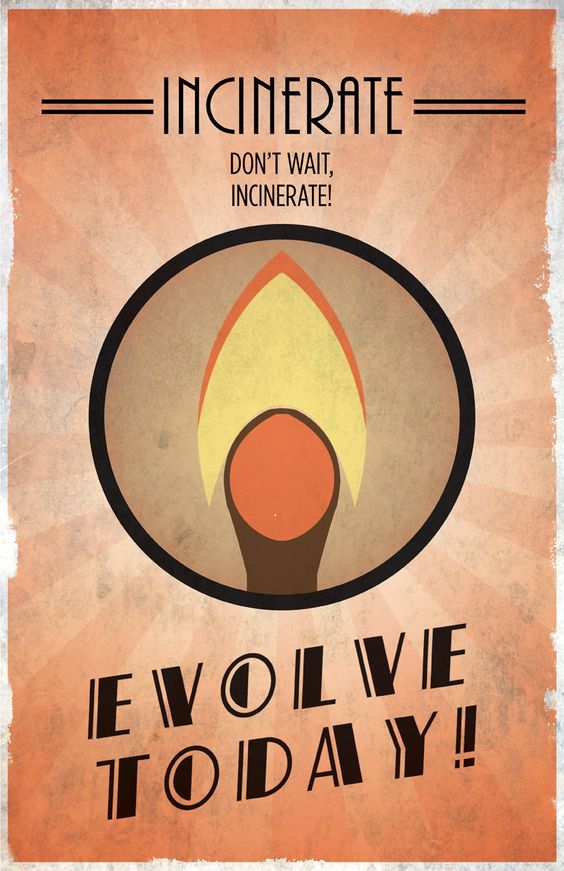 INCINERATE
DON'T WAIT,
INCINERATE!
EVOLVE
TODAY!